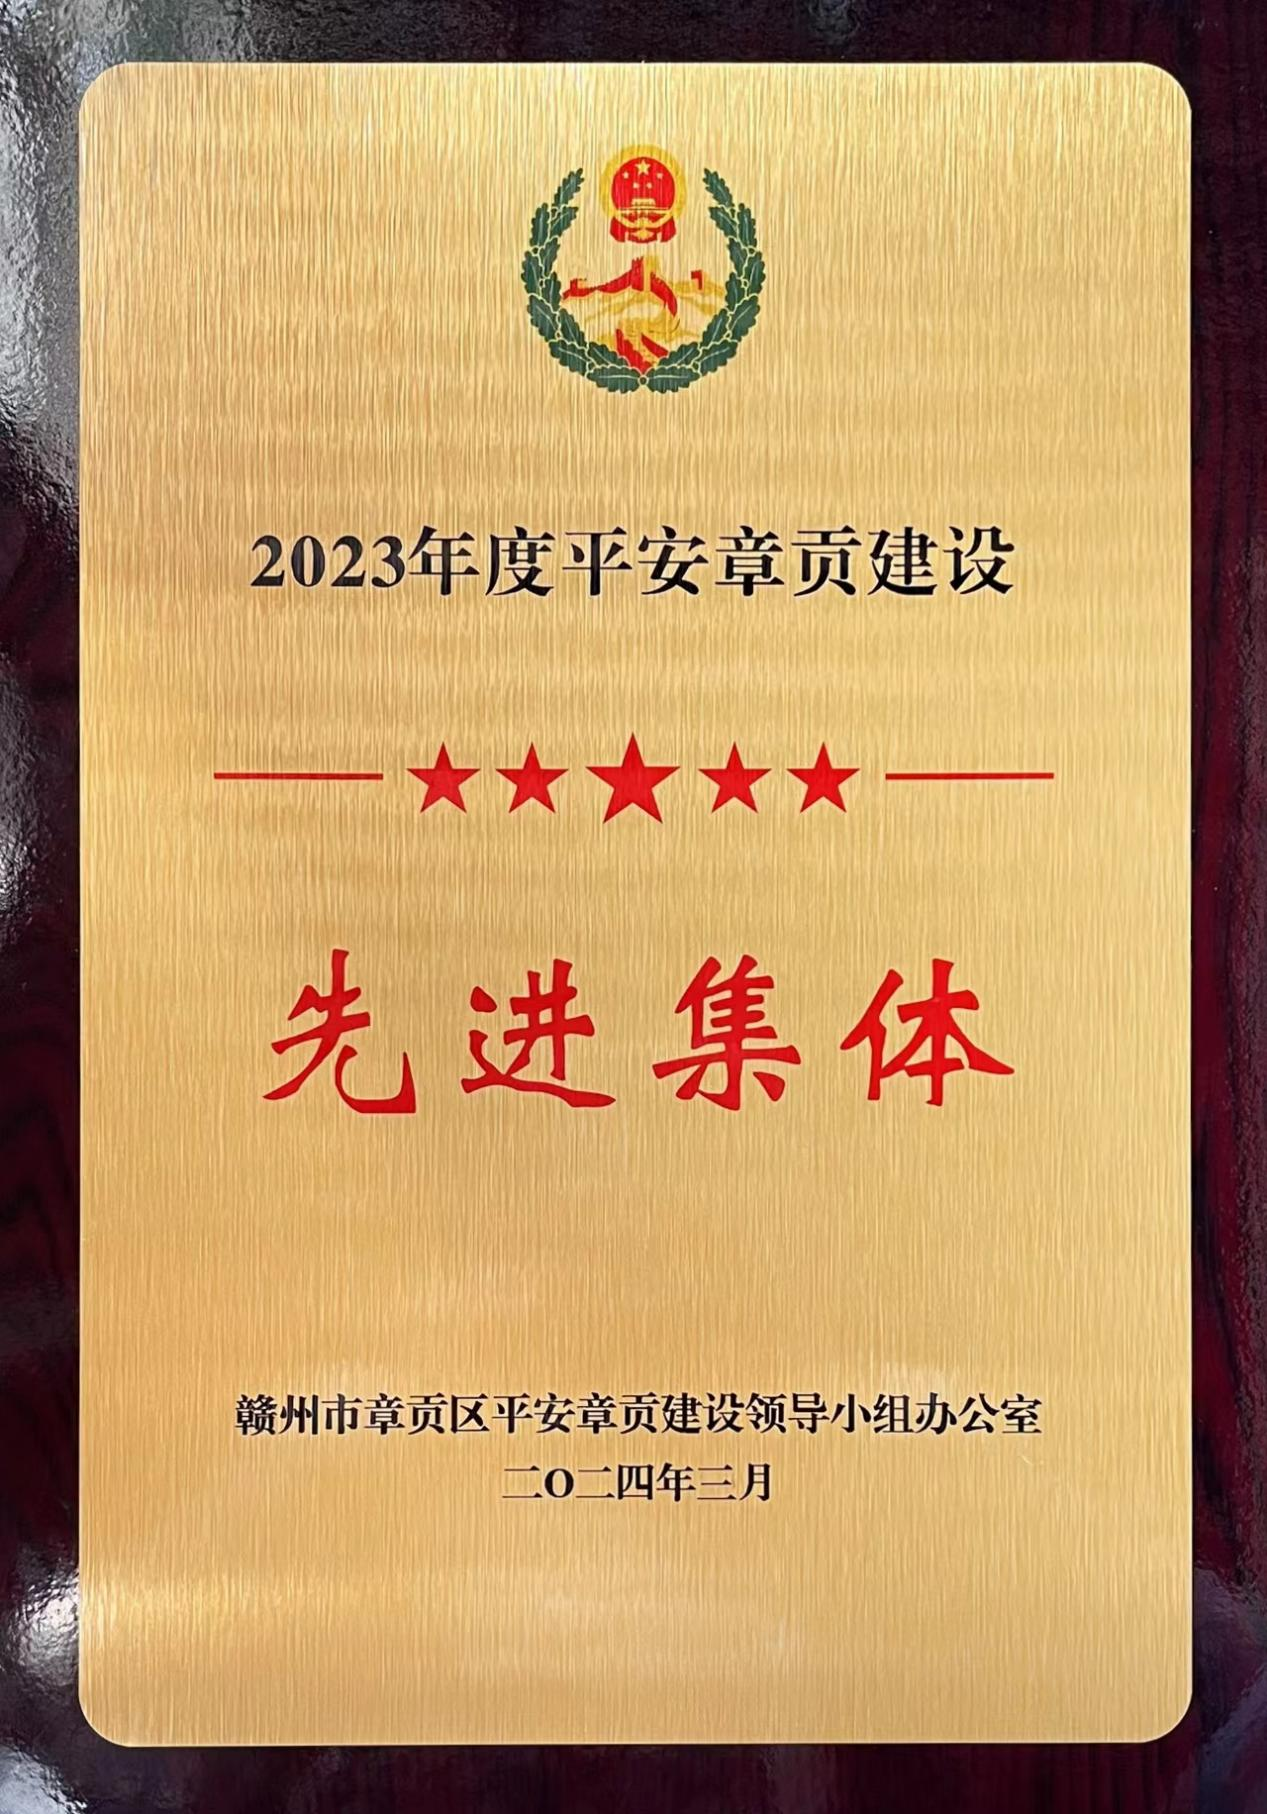 2023年度平安章贡建设
先进集体
赣州市章贡区平安章贡建设领导小组办公室
二O二四年三月